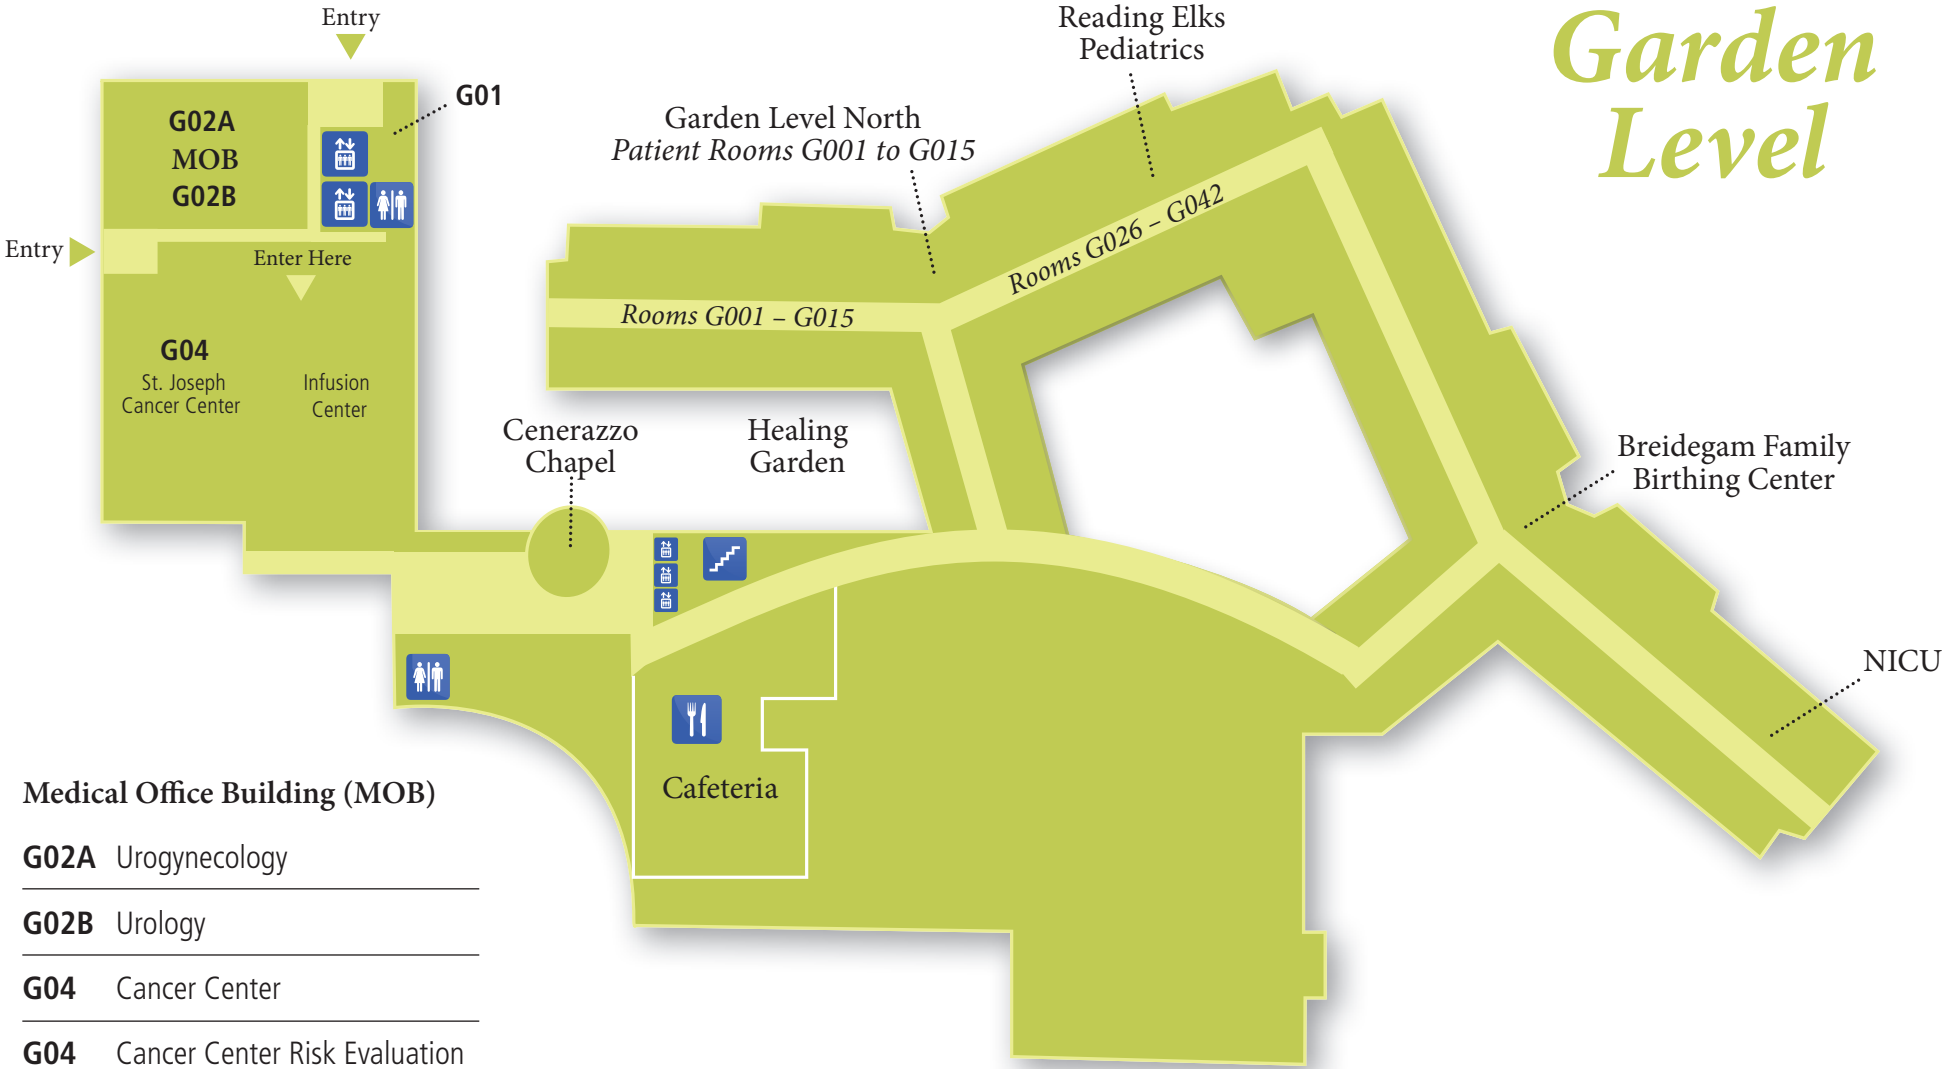 Garden
Level
Entry
Reading Elks
Pediatrics
G01
G02A
MOB
G02B
Garden Level North
Patient Rooms G001 to G015
Rooms G026 – G042
Entry
Enter Here
Rooms G001 – G015
G04
St. Joseph
Cancer Center
Infusion
Center
Cenerazzo
Chapel
Healing
Garden
Breidegam Family
Birthing Center
NICU
Cafeteria
Medical Office Building (MOB)
G02A Urogynecology
G02B Urology
G04 Cancer Center
G04 Cancer Center Risk Evaluation